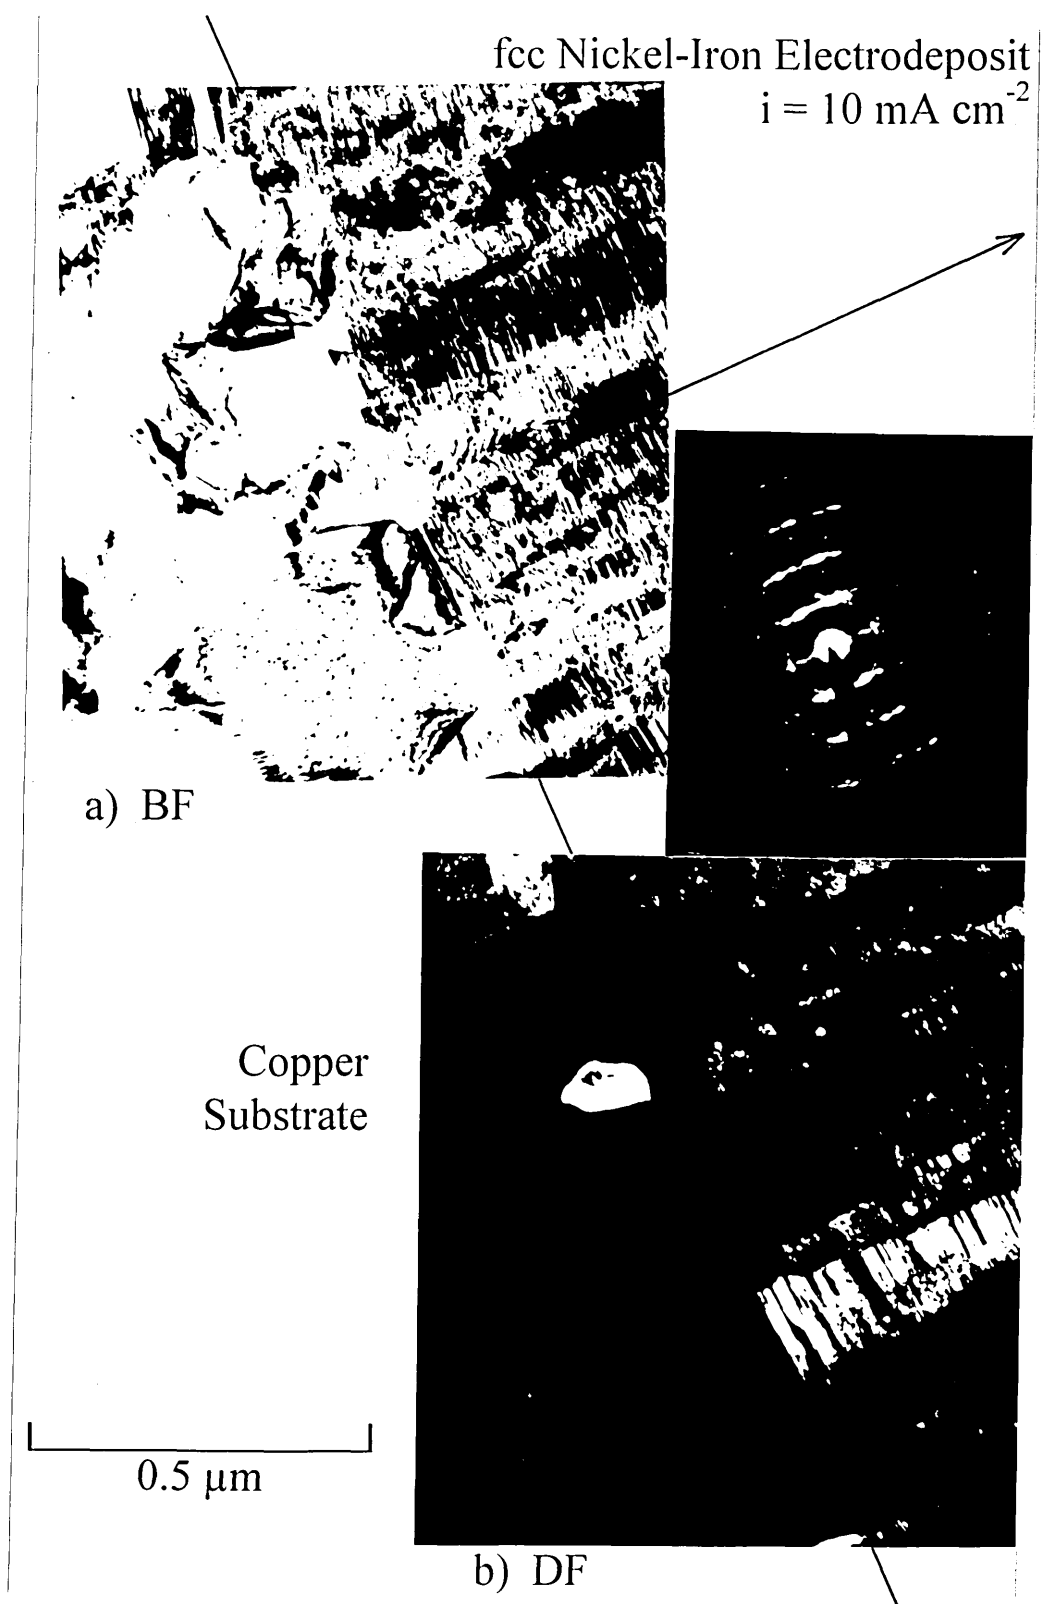 fcc Nickel-Iron Electrodeposit
i = 10 mA cm⁻²
a) BF
Copper
Substrate
0.5 μm
b) DF